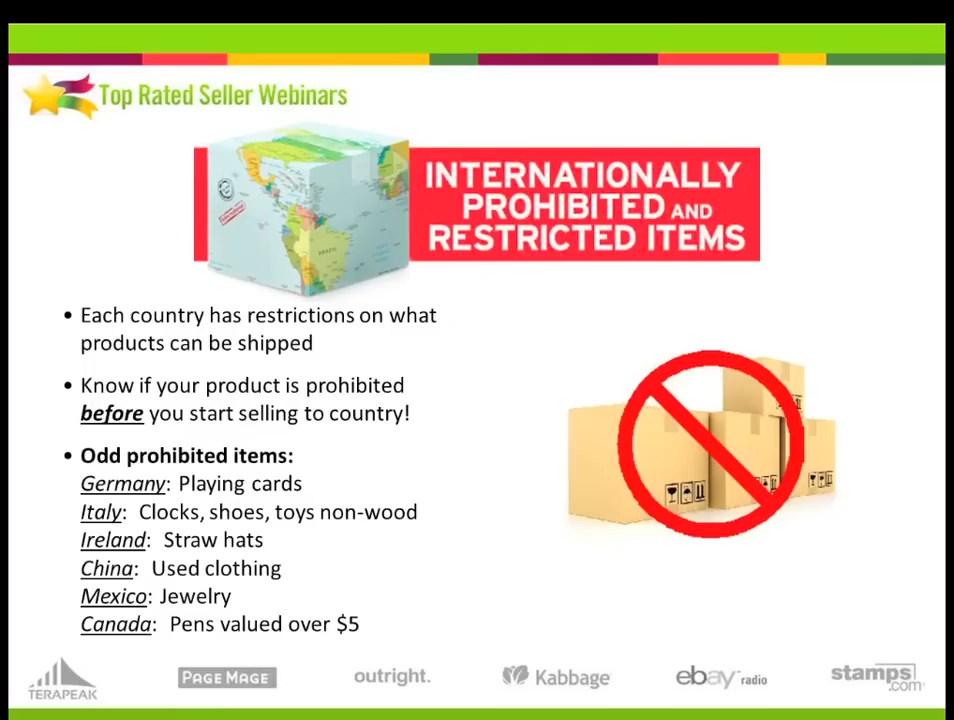 Top Rated Seller Webinars
INTERNATIONALLY
PROHIBITED AND
RESTRICTED ITEMS
BRAZIL
• Each country has restrictions on what
products can be shipped
• Know if your product is prohibited
before you start selling to country!
• Odd prohibited items:
Germany: Playing cards
Italy: Clocks, shoes, toys non-wood
Ireland: Straw hats
China: Used clothing
Mexico: Jewelry
Canada: Pens valued over $5
TERAPEAK
PAGE MAGE
outright.
Kabbage
ebay™ radio
stamps.com®